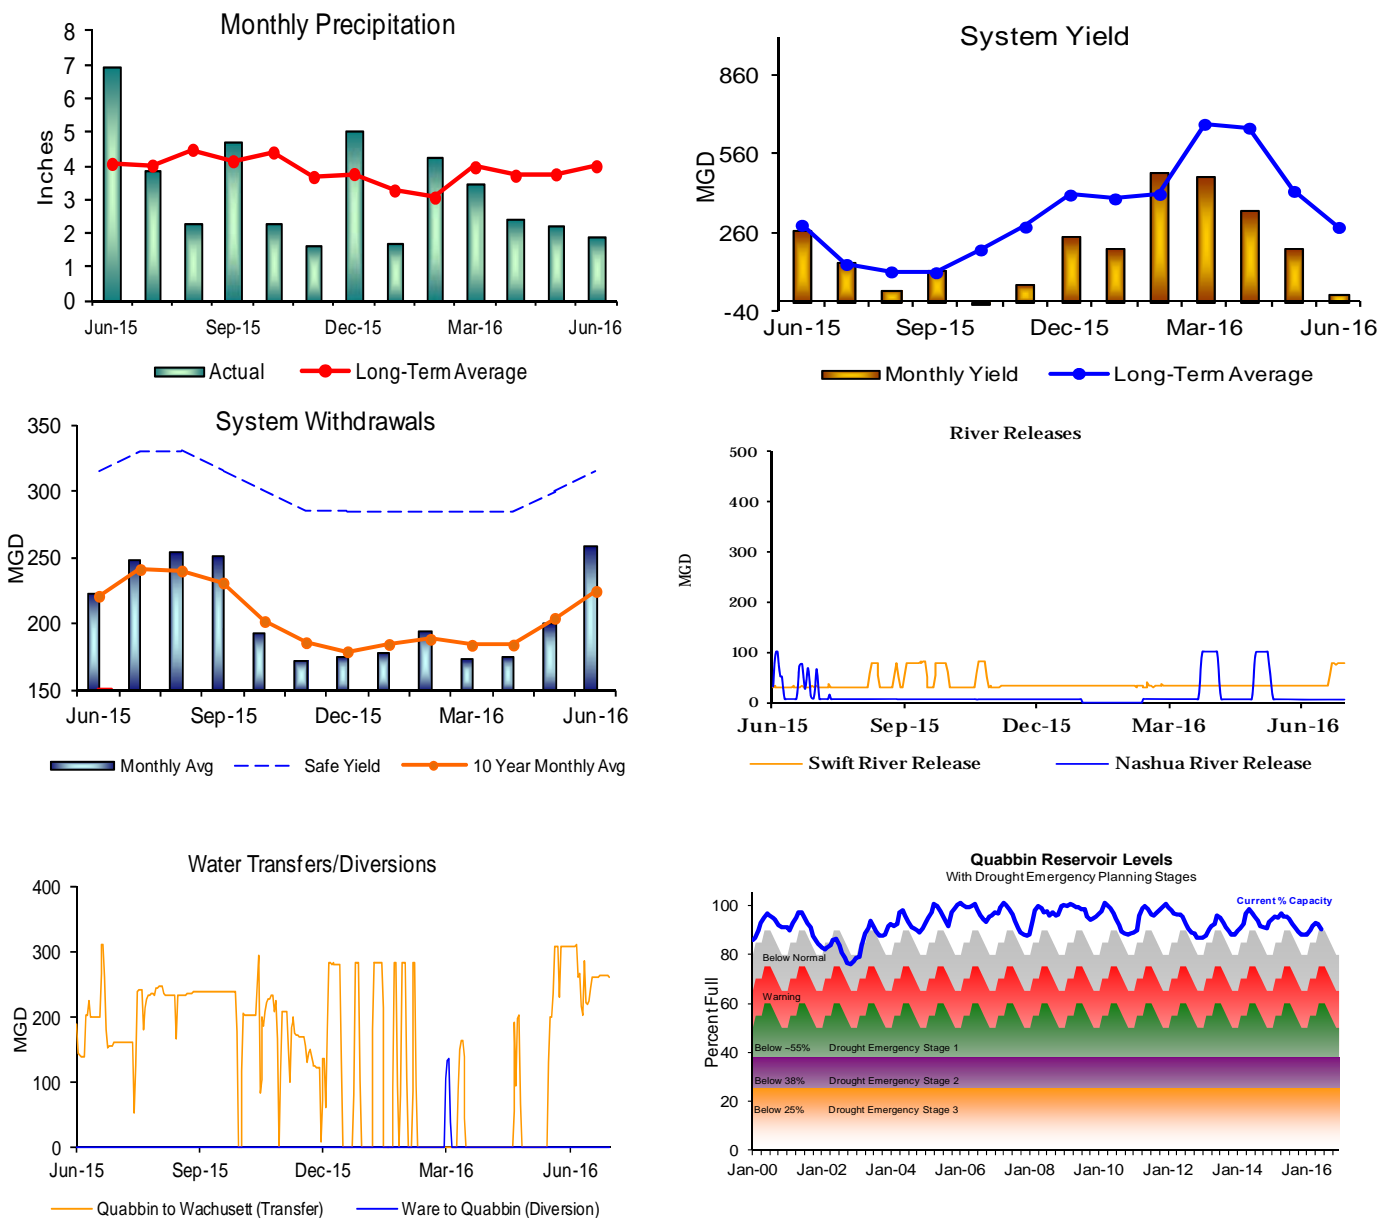 Monthly Precipitation
8
7
6
5
4
3
2
1
0
Inches
Jun-15 Sep-15 Dec-15 Mar-16 Jun-16
Actual Long-Term Average
System Yield
860
560
260
-40
MGD
Jun-15 Sep-15 Dec-15 Mar-16 Jun-16
Monthly Yield Long-Term Average
System Withdrawals
350
300
250
200
150
MGD
Jun-15 Sep-15 Dec-15 Mar-16 Jun-16
Monthly Avg Safe Yield 10 Year Monthly Avg
River Releases
500
400
300
200
100
0
MGD
Jun-15 Sep-15 Dec-15 Mar-16 Jun-16
Swift River Release Nashua River Release
Water Transfers/Diversions
400
300
200
100
0
MGD
Jun-15 Sep-15 Dec-15 Mar-16 Jun-16
Quabbin to Wachusett (Transfer) Ware to Quabbin (Diversion)
Quabbin Reservoir Levels
With Drought Emergency Planning Stages
100
80
60
40
20
0
Percent Full
Current % Capacity
Below Normal
Warning
Below ~55% Drought Emergency Stage 1
Below 38% Drought Emergency Stage 2
Below 25% Drought Emergency Stage 3
Jan-00 Jan-02 Jan-04 Jan-06 Jan-08 Jan-10 Jan-12 Jan-14 Jan-16